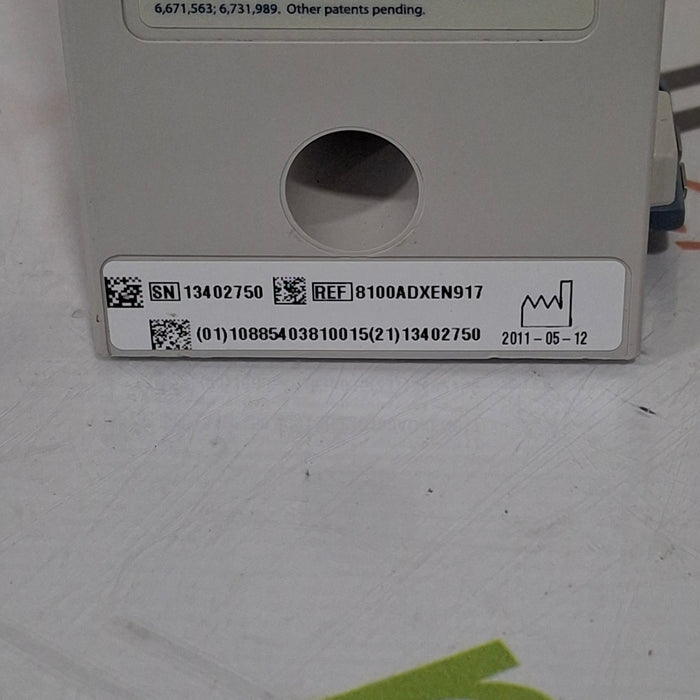 6,671,563; 6,731,989. Other patents pending.
SN 13402750 REF 8100ADXEN917
(01)10885403810015(21)13402750 2011-05-12